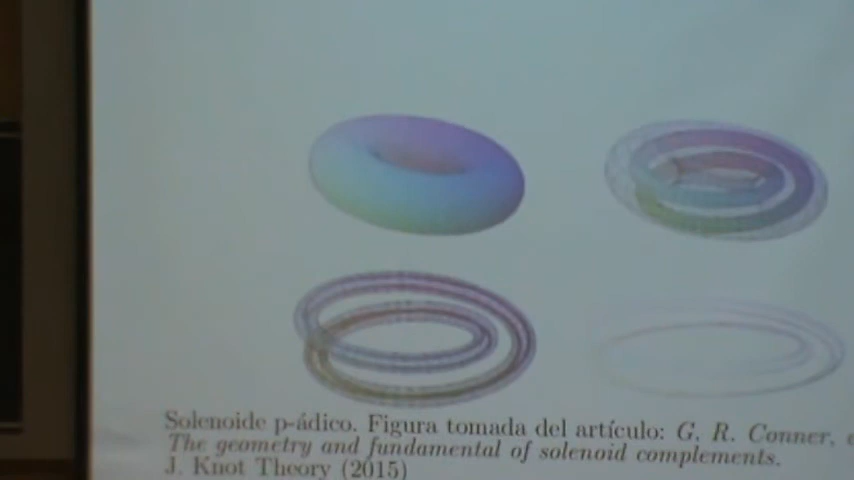 Solenoide p-ádico. Figura tomada del artículo: G. R. Conner,
The geometry and fundamental of solenoid complements.
J. Knot Theory (2015)